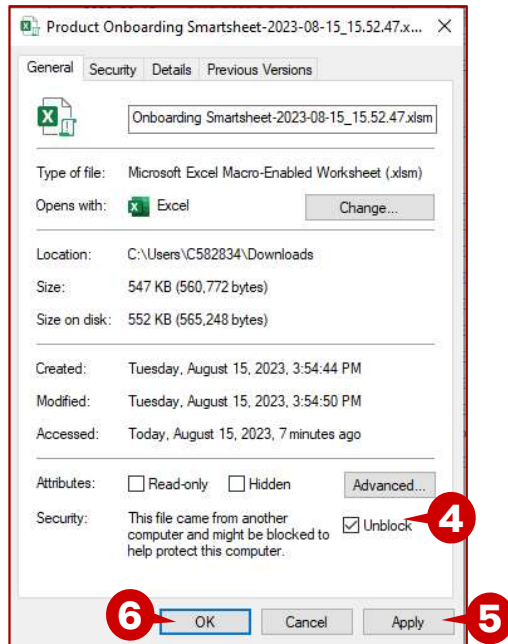 Product Onboarding Smartsheet-2023-08-15_15.52.47.x...
General Security Details Previous Versions
Onboarding Smartsheet-2023-08-15_15.52.47.xlsm
Type of file: Microsoft Excel Macro-Enabled Worksheet (.xlsm)
Opens with: Excel Change...
Location: C:\Users\C582834\Downloads
Size: 547 KB (560,772 bytes)
Size on disk: 552 KB (565,248 bytes)
Created: Tuesday, August 15, 2023, 3:54:44 PM
Modified: Tuesday, August 15, 2023, 3:54:50 PM
Accessed: Today, August 15, 2023, 7 minutes ago
Attributes: Read-only Hidden Advanced...
Security: This file came from another
computer and might be blocked to
help protect this computer.
Unblock 4
6 OK Cancel Apply 5